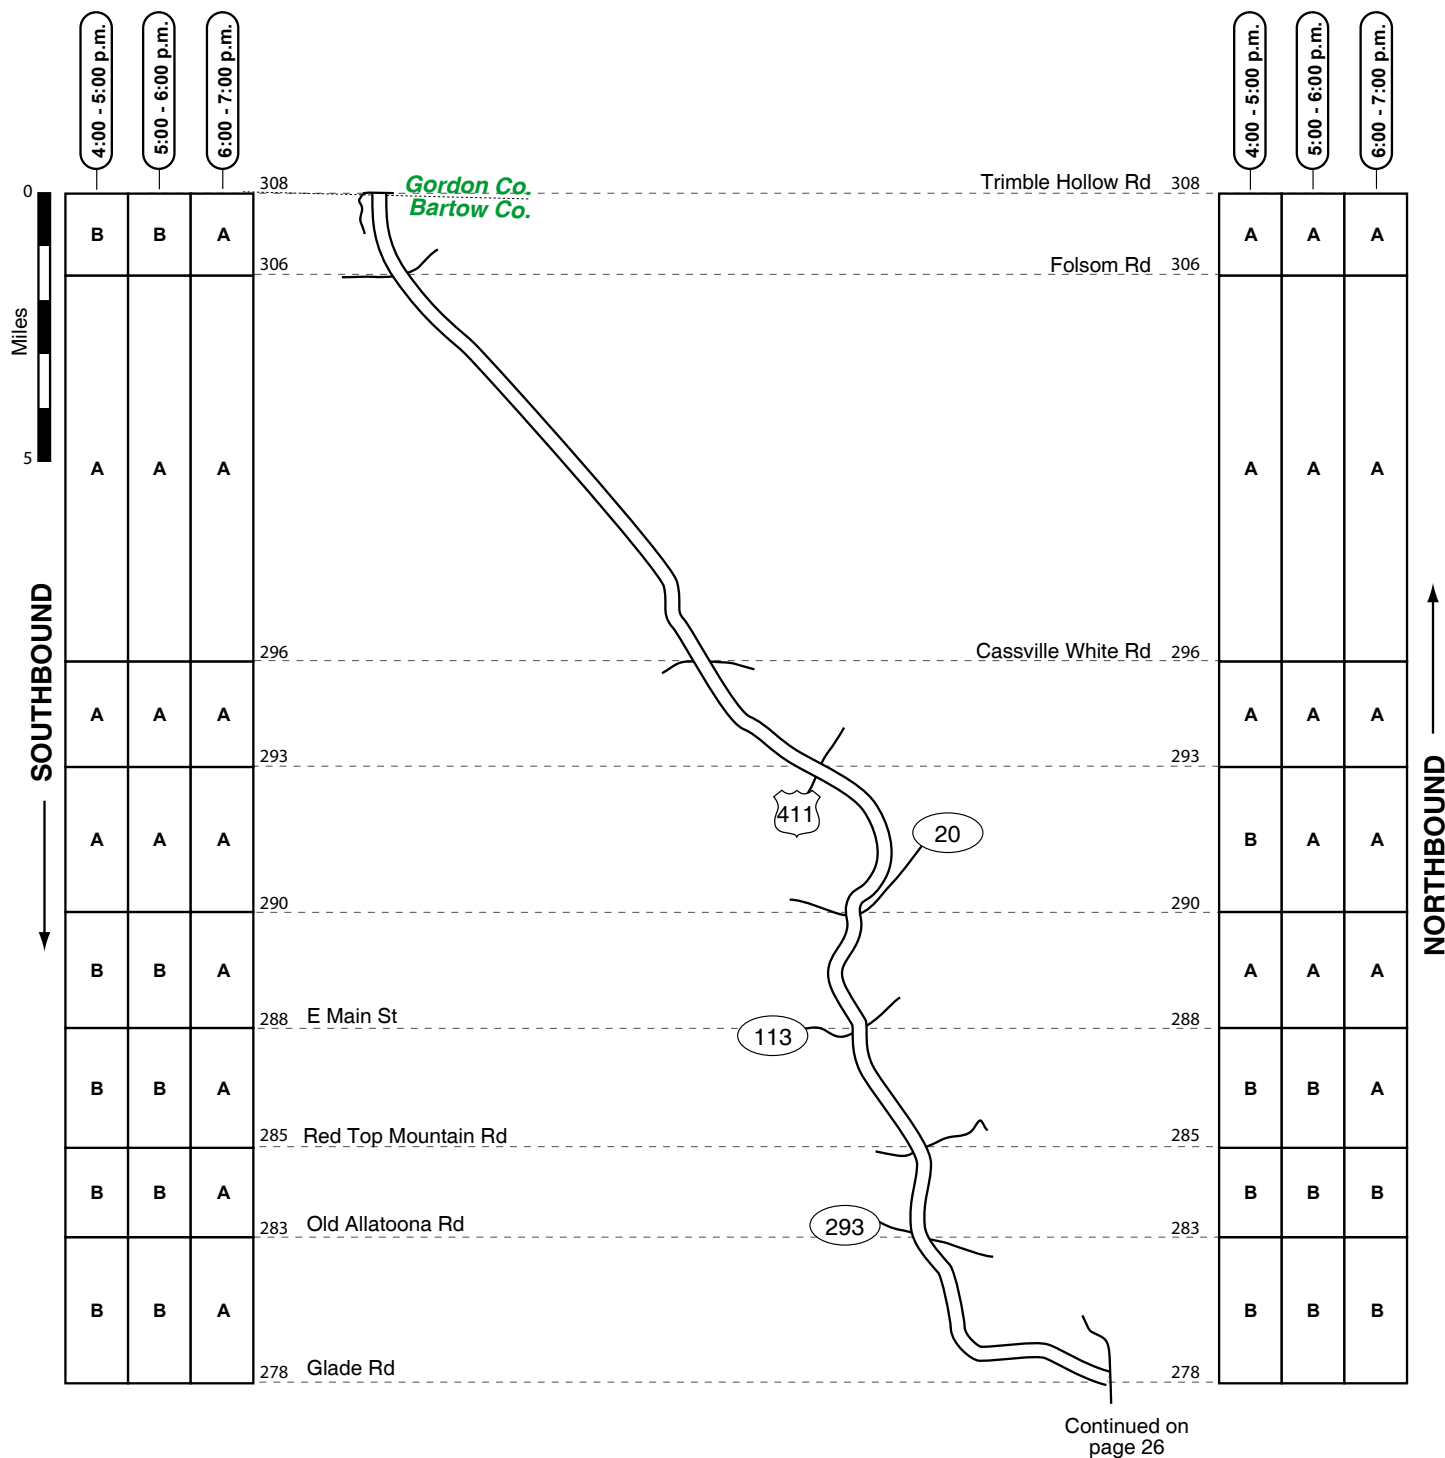 4:00 - 5:00 p.m.
5:00 - 6:00 p.m.
6:00 - 7:00 p.m.
4:00 - 5:00 p.m.
5:00 - 6:00 p.m.
6:00 - 7:00 p.m.
0
308
Gordon Co.
Trimble Hollow Rd 308
Bartow Co.
B B A
A A A
306
Folsom Rd 306
Miles
5
A A A
A A A
SOUTHBOUND
NORTHBOUND
296
Cassville White Rd 296
A A A
A A A
293
293
411
20
A A A
B A A
290
290
B B A
A A A
288 E Main St
288
113
B B A
B B A
285 Red Top Mountain Rd
285
B B A
B B B
283 Old Allatoona Rd
293
283
B B A
B B B
278 Glade Rd
278
Continued on
page 26